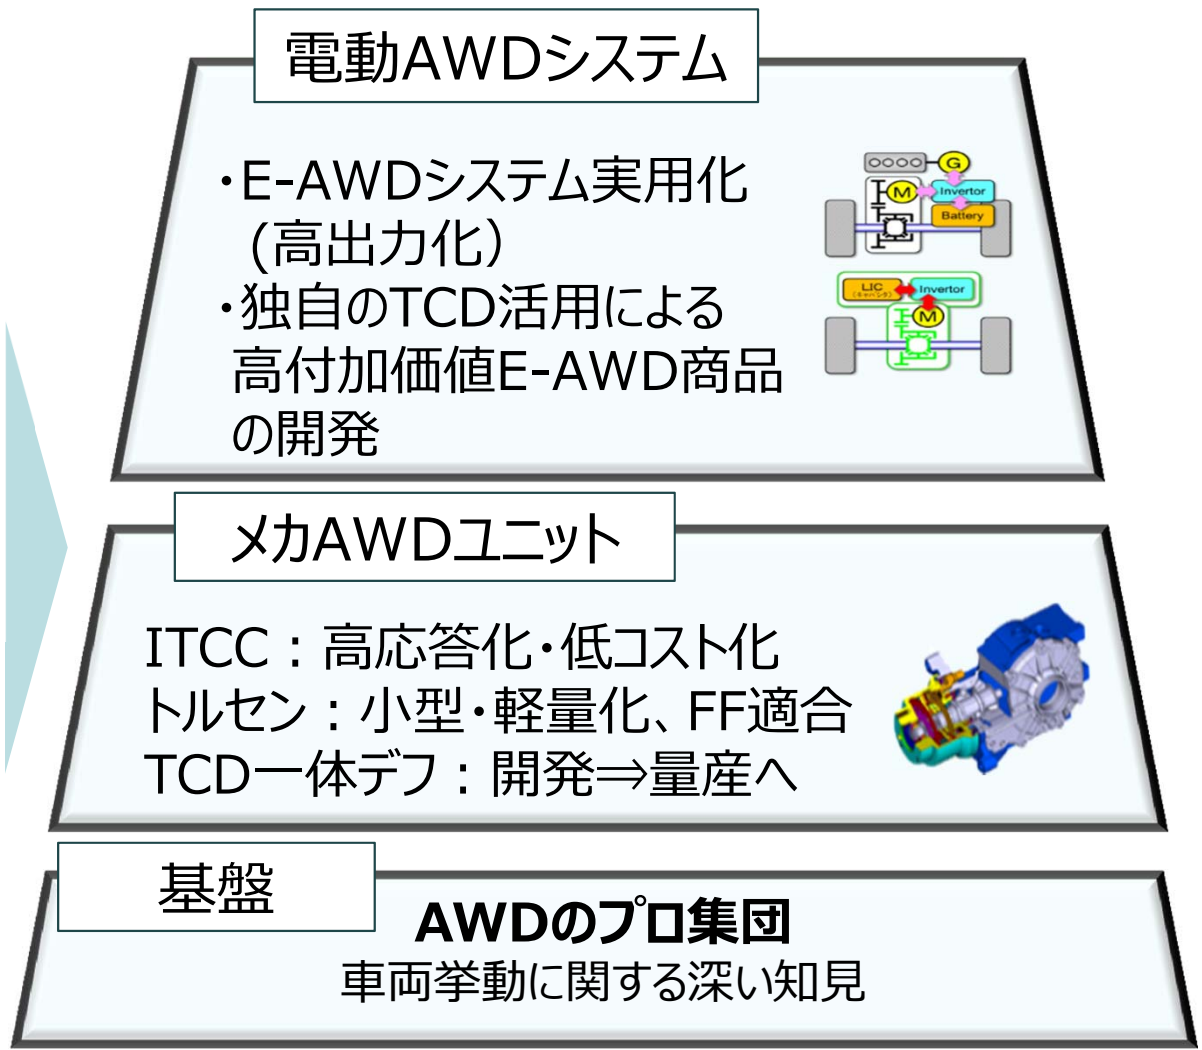 電動AWDシステム
・E-AWDシステム実用化
(高出力化）
・独自のTCD活用による
高付加価値E-AWD商品
の開発
G
M
Invertor
Battery
LIC
(キャパシタ)
Invertor
M
メカAWDユニット
ITCC：高応答化・低コスト化
トルセン：小型・軽量化、FF適合
TCD一体デフ：開発⇒量産へ
基盤
AWDのプロ集団
車両挙動に関する深い知見